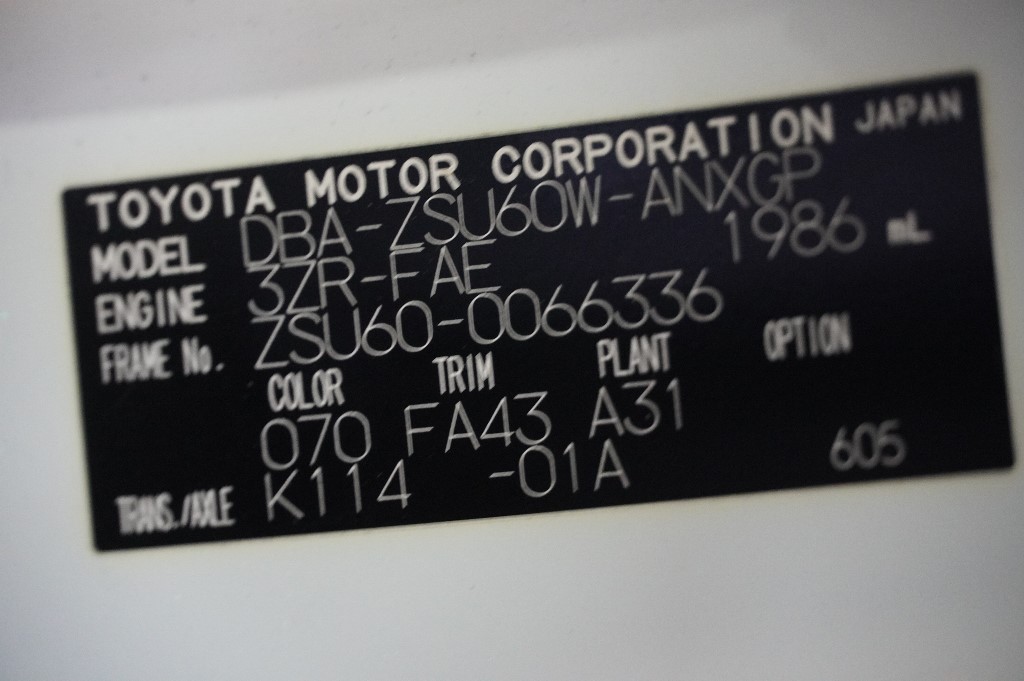 TOYOTA MOTOR CORPORATION JAPAN
MODEL DBA-ZSU60W-ANXGP
ENGINE 3ZR-FAE 1986 mL
FRAME No. ZSU60-0066336
COLOR TRIM PLANT OPTION
070 FA43 A31
TRANS./AXLE K114 -01A 605